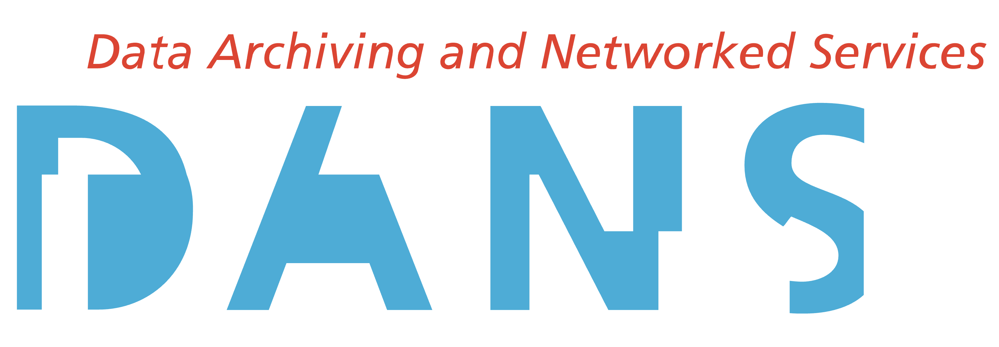 Data Archiving and Networked Services
DANS